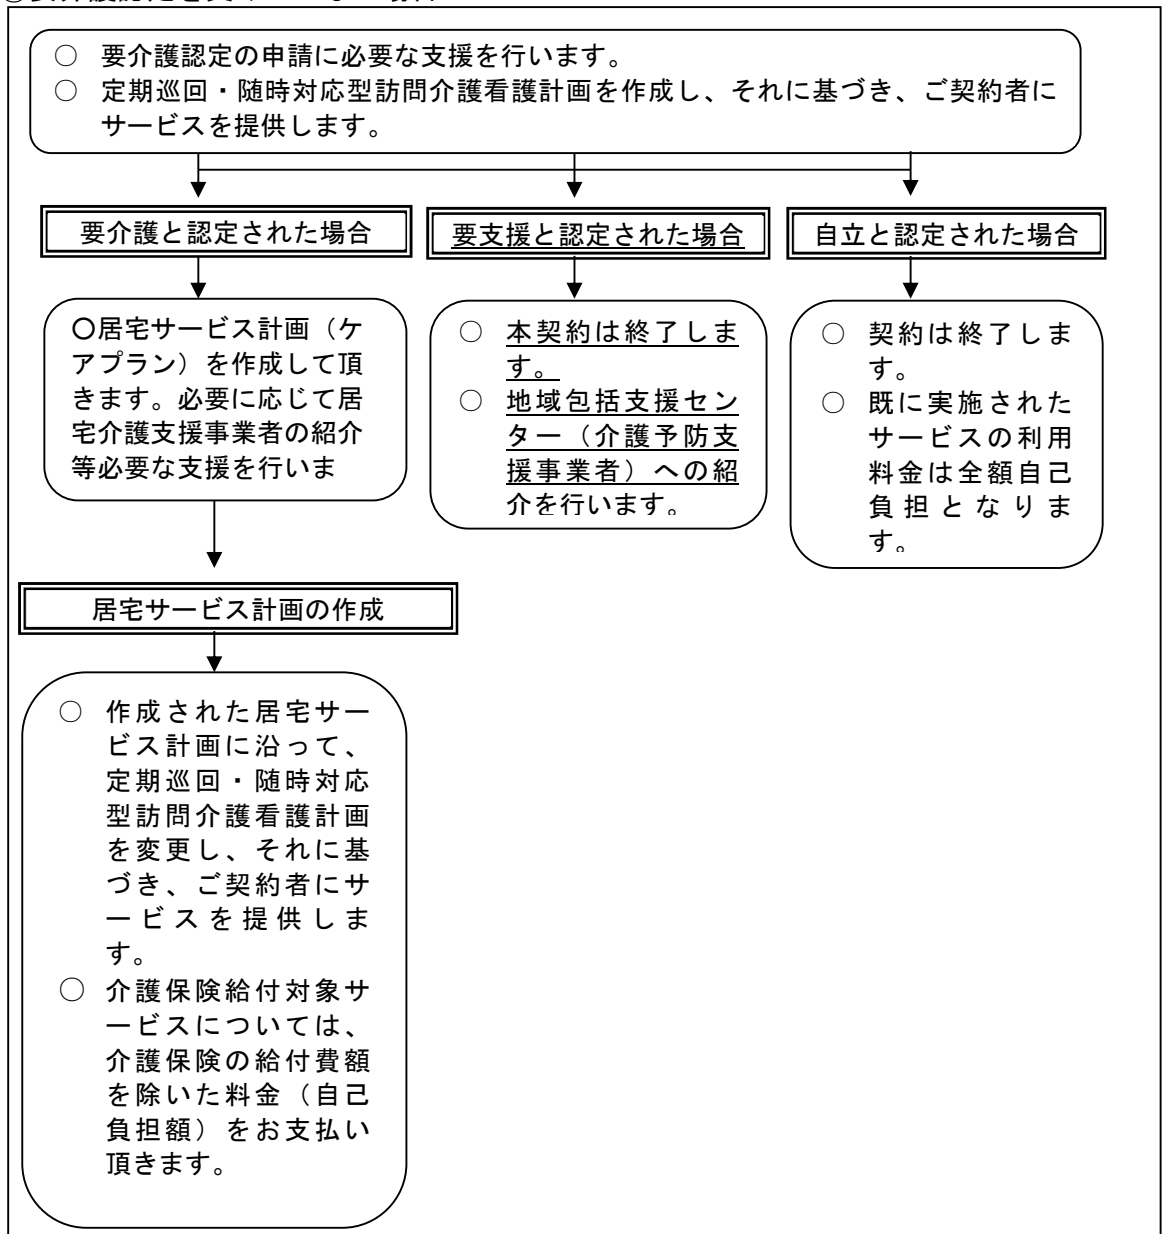 ○ 要介護認定の申請に必要な支援を行います。
○ 定期巡回・随時対応型訪問介護看護計画を作成し、それに基づき、ご契約者に
サービスを提供します。
要介護と認定された場合
要支援と認定された場合
自立と認定された場合
〇居宅サービス計画（ケ
アプラン）を作成して頂
きます。必要に応じて居
宅介護支援事業者の紹介
等必要な支援を行いま
○ 本契約は終了しま
す。
○ 地域包括支援セン
ター（介護予防支
援事業者）への紹
介を行います。
○ 契約は終了しま
す。
○ 既に実施された
サービスの利用
料金は全額自己
負担となりま
す。
居宅サービス計画の作成
○ 作成された居宅サー
ビス計画に沿って、
定期巡回・随時対応
型訪問介護看護計画
を変更し、それに基
づき、ご契約者にサ
ービスを提供しま
す。
○ 介護保険給付対象サ
ービスについては、
介護保険の給付費額
を除いた料金（自己
負担額）をお支払い
頂きます。